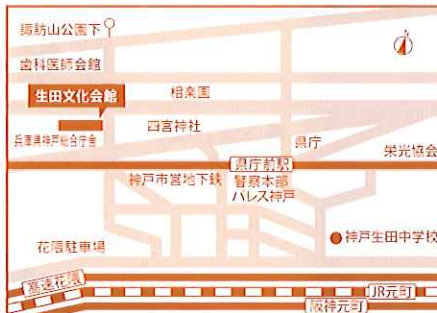 諏訪山公園下
歯科医師会館
生田文化会館
相楽園
兵庫県神戸総合庁舎
四宮神社
県庁
栄光協会
県庁前駅
神戸市営地下鉄
警察本部
パレス神戸
神戸生田中学校
花隈駐車場
高速花隈
JR元町
阪神元町